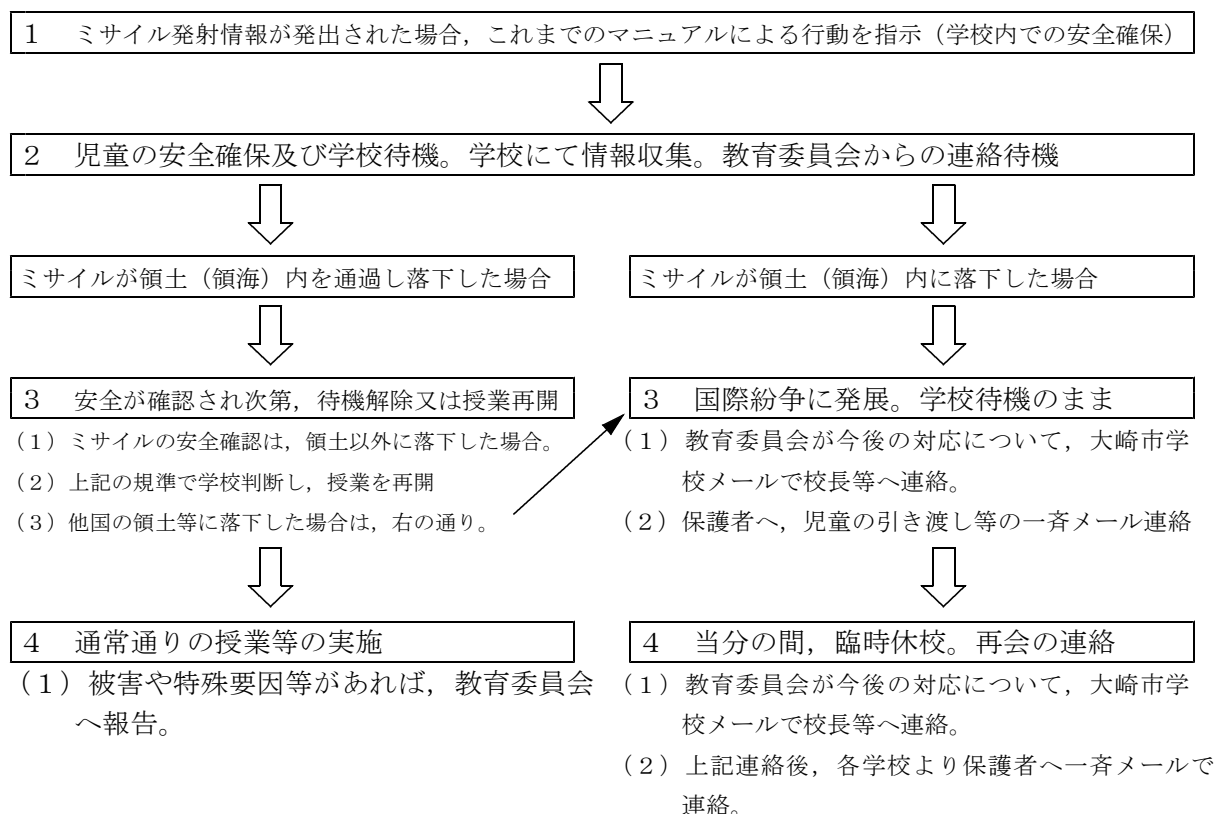 １　ミサイル発射情報が発出された場合，これまでのマニュアルによる行動を指示（学校内での安全確保）
２　児童の安全確保及び学校待機。学校にて情報収集。教育委員会からの連絡待機
ミサイルが領土（領海）内を通過し落下した場合
３　安全が確認され次第，待機解除又は授業再開
（１）ミサイルの安全確認は，領土以外に落下した場合。
（２）上記の規準で学校判断し，授業を再開
（３）他国の領土等に落下した場合は，右の通り。
４　通常通りの授業等の実施
（１）被害や特殊要因等があれば，教育委員会
へ報告。
ミサイルが領土（領海）内に落下した場合
３　国際紛争に発展。学校待機のまま
（１）教育委員会が今後の対応について，大崎市学
校メールで校長等へ連絡。
（２）保護者へ，児童の引き渡し等の一斉メール連絡
４　当分の間，臨時休校。再会の連絡
（１）教育委員会が今後の対応について，大崎市学
校メールで校長等へ連絡。
（２）上記連絡後，各学校より保護者へ一斉メールで
連絡。